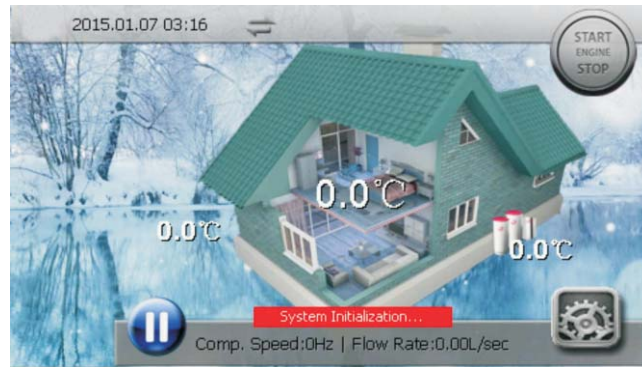 2015.01.07 03:16
START
ENGINE
STOP
0.0℃
0.0℃
0.0℃
System Initialization...
Comp. Speed:0Hz | Flow Rate:0.00L/sec